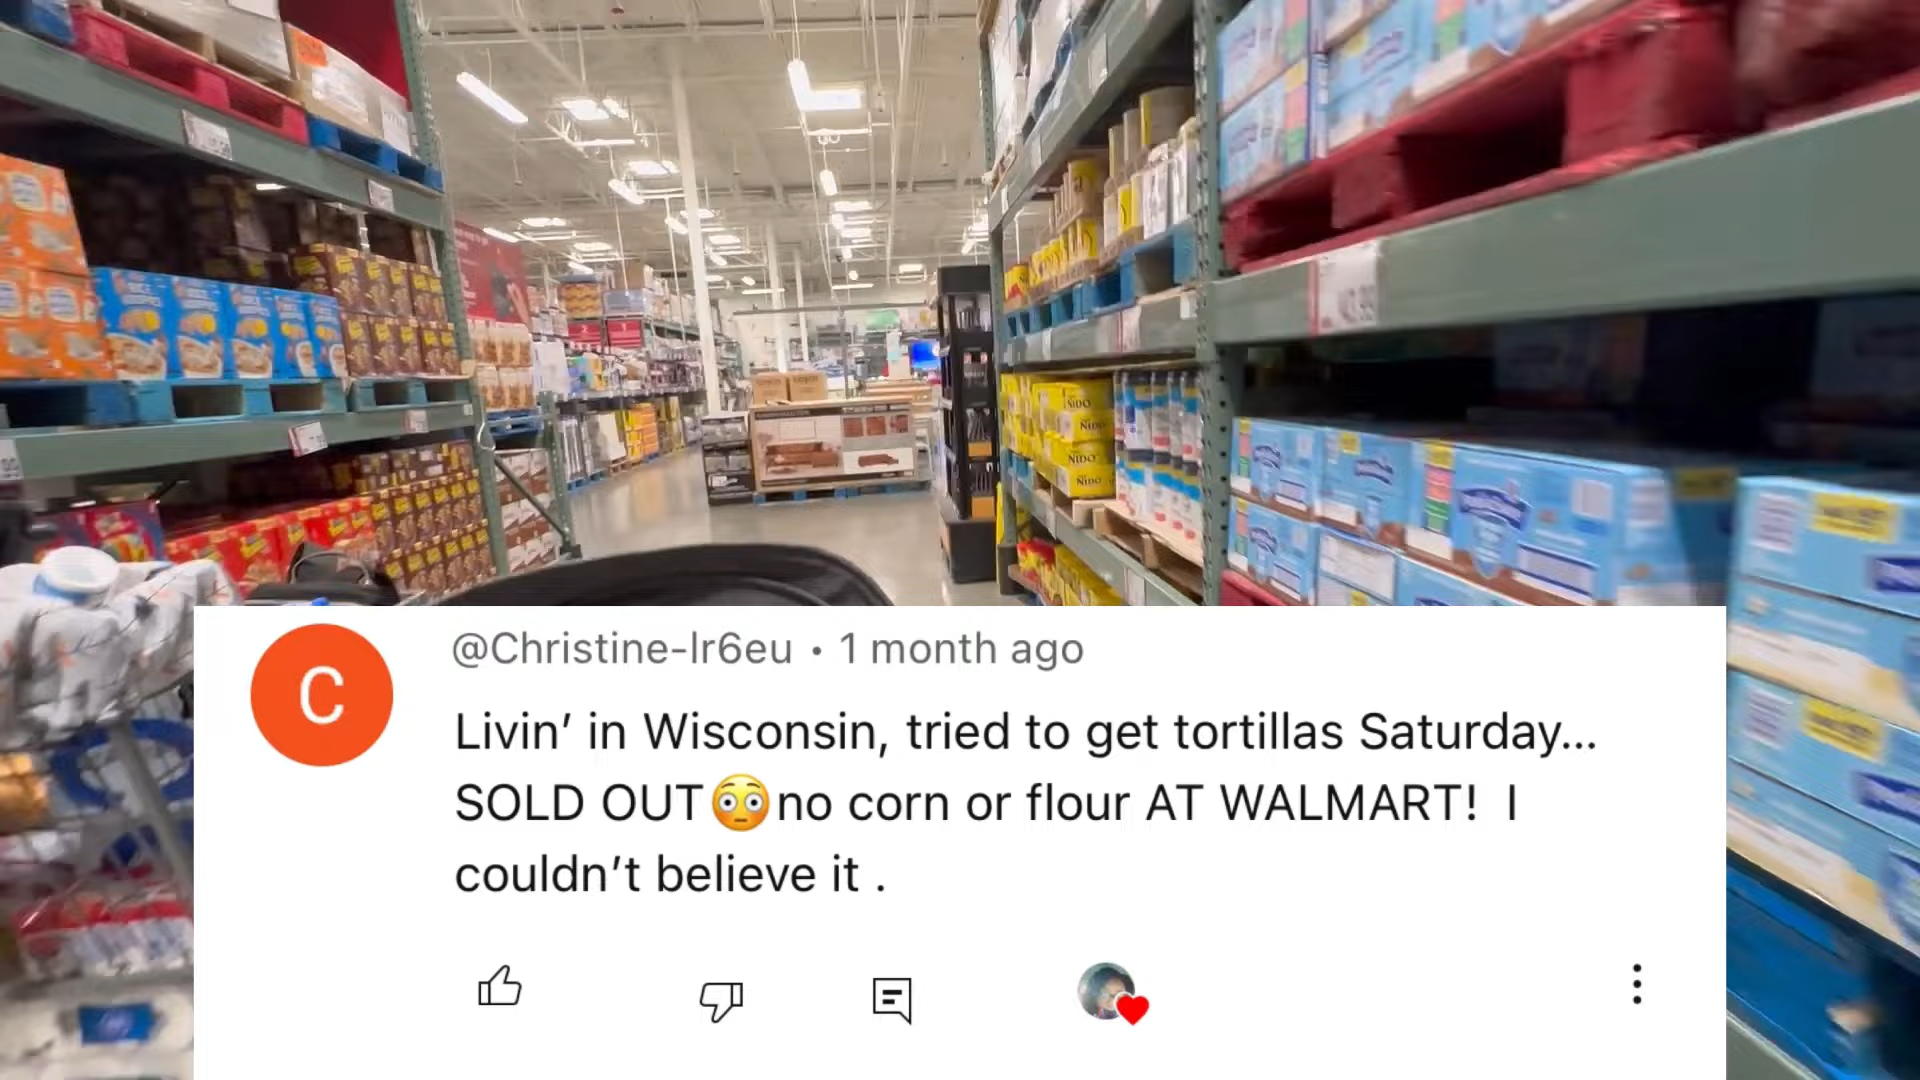 RICE
NIDO
NIDO
NIDO
NIDO
C
@Christine-lr6eu • 1 month ago
Livin’ in Wisconsin, tried to get tortillas Saturday...
SOLD OUT😳no corn or flour AT WALMART!  I
couldn’t believe it .